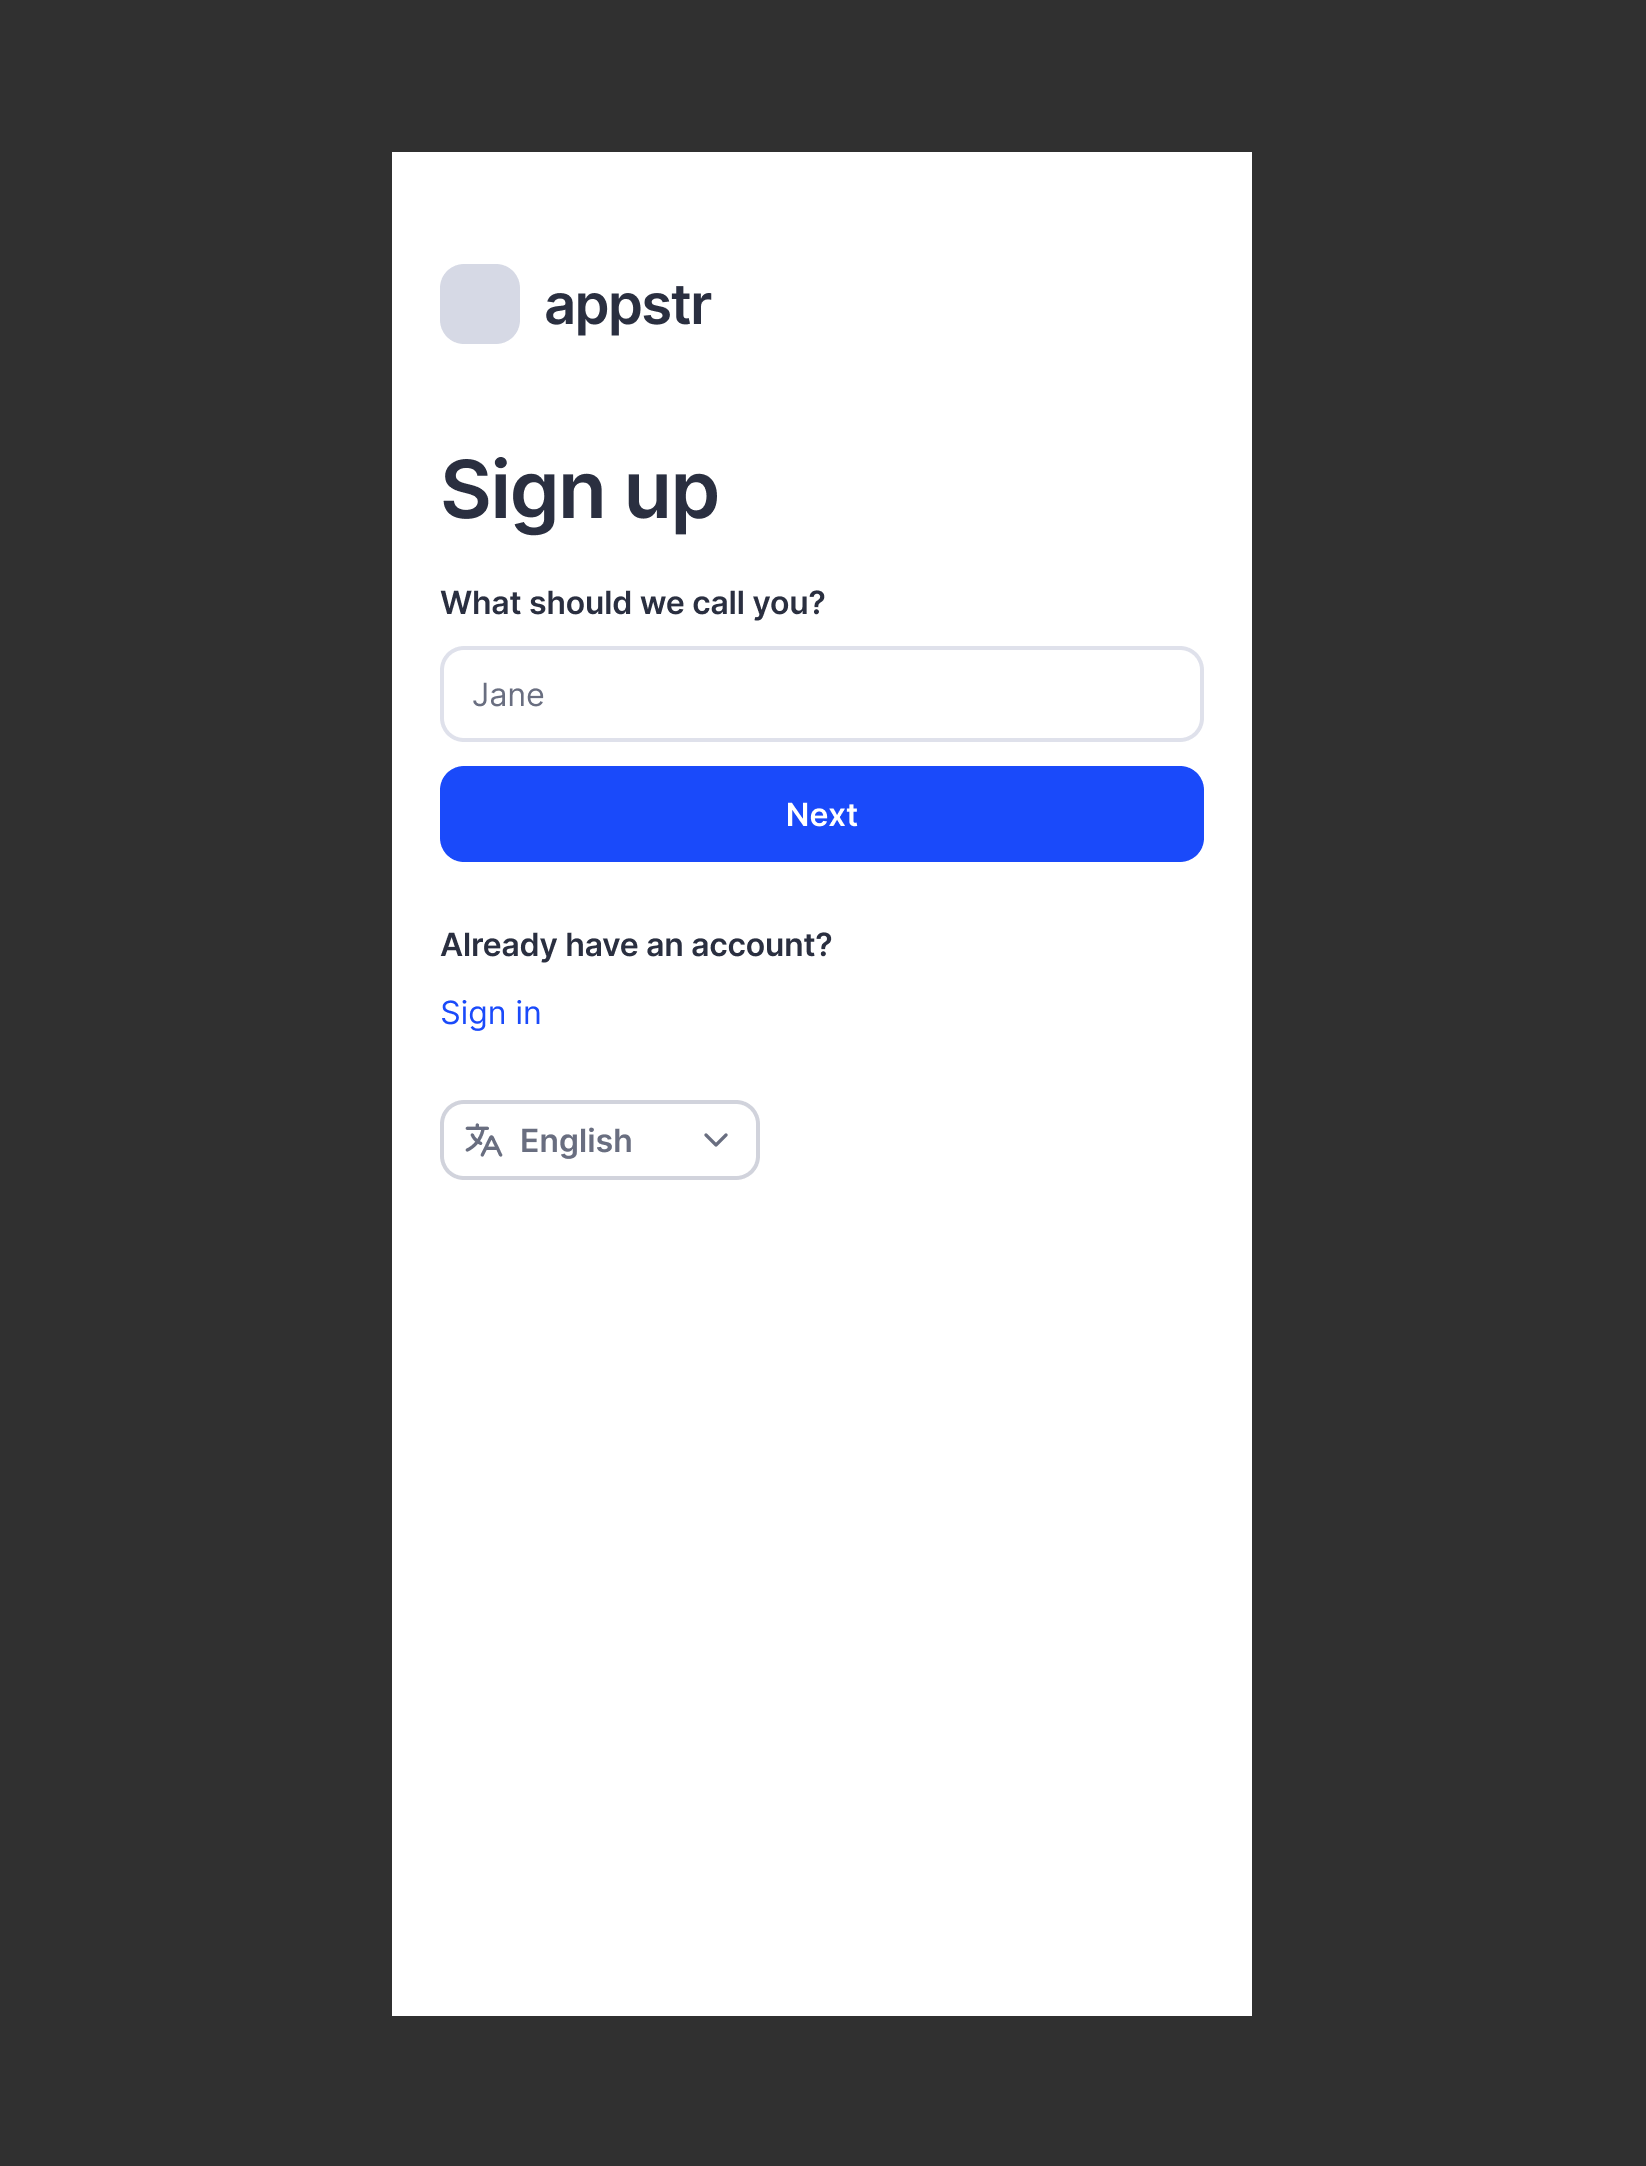 appstr
Sign up
What should we call you?
Jane
Next
Already have an account?
Sign in
English